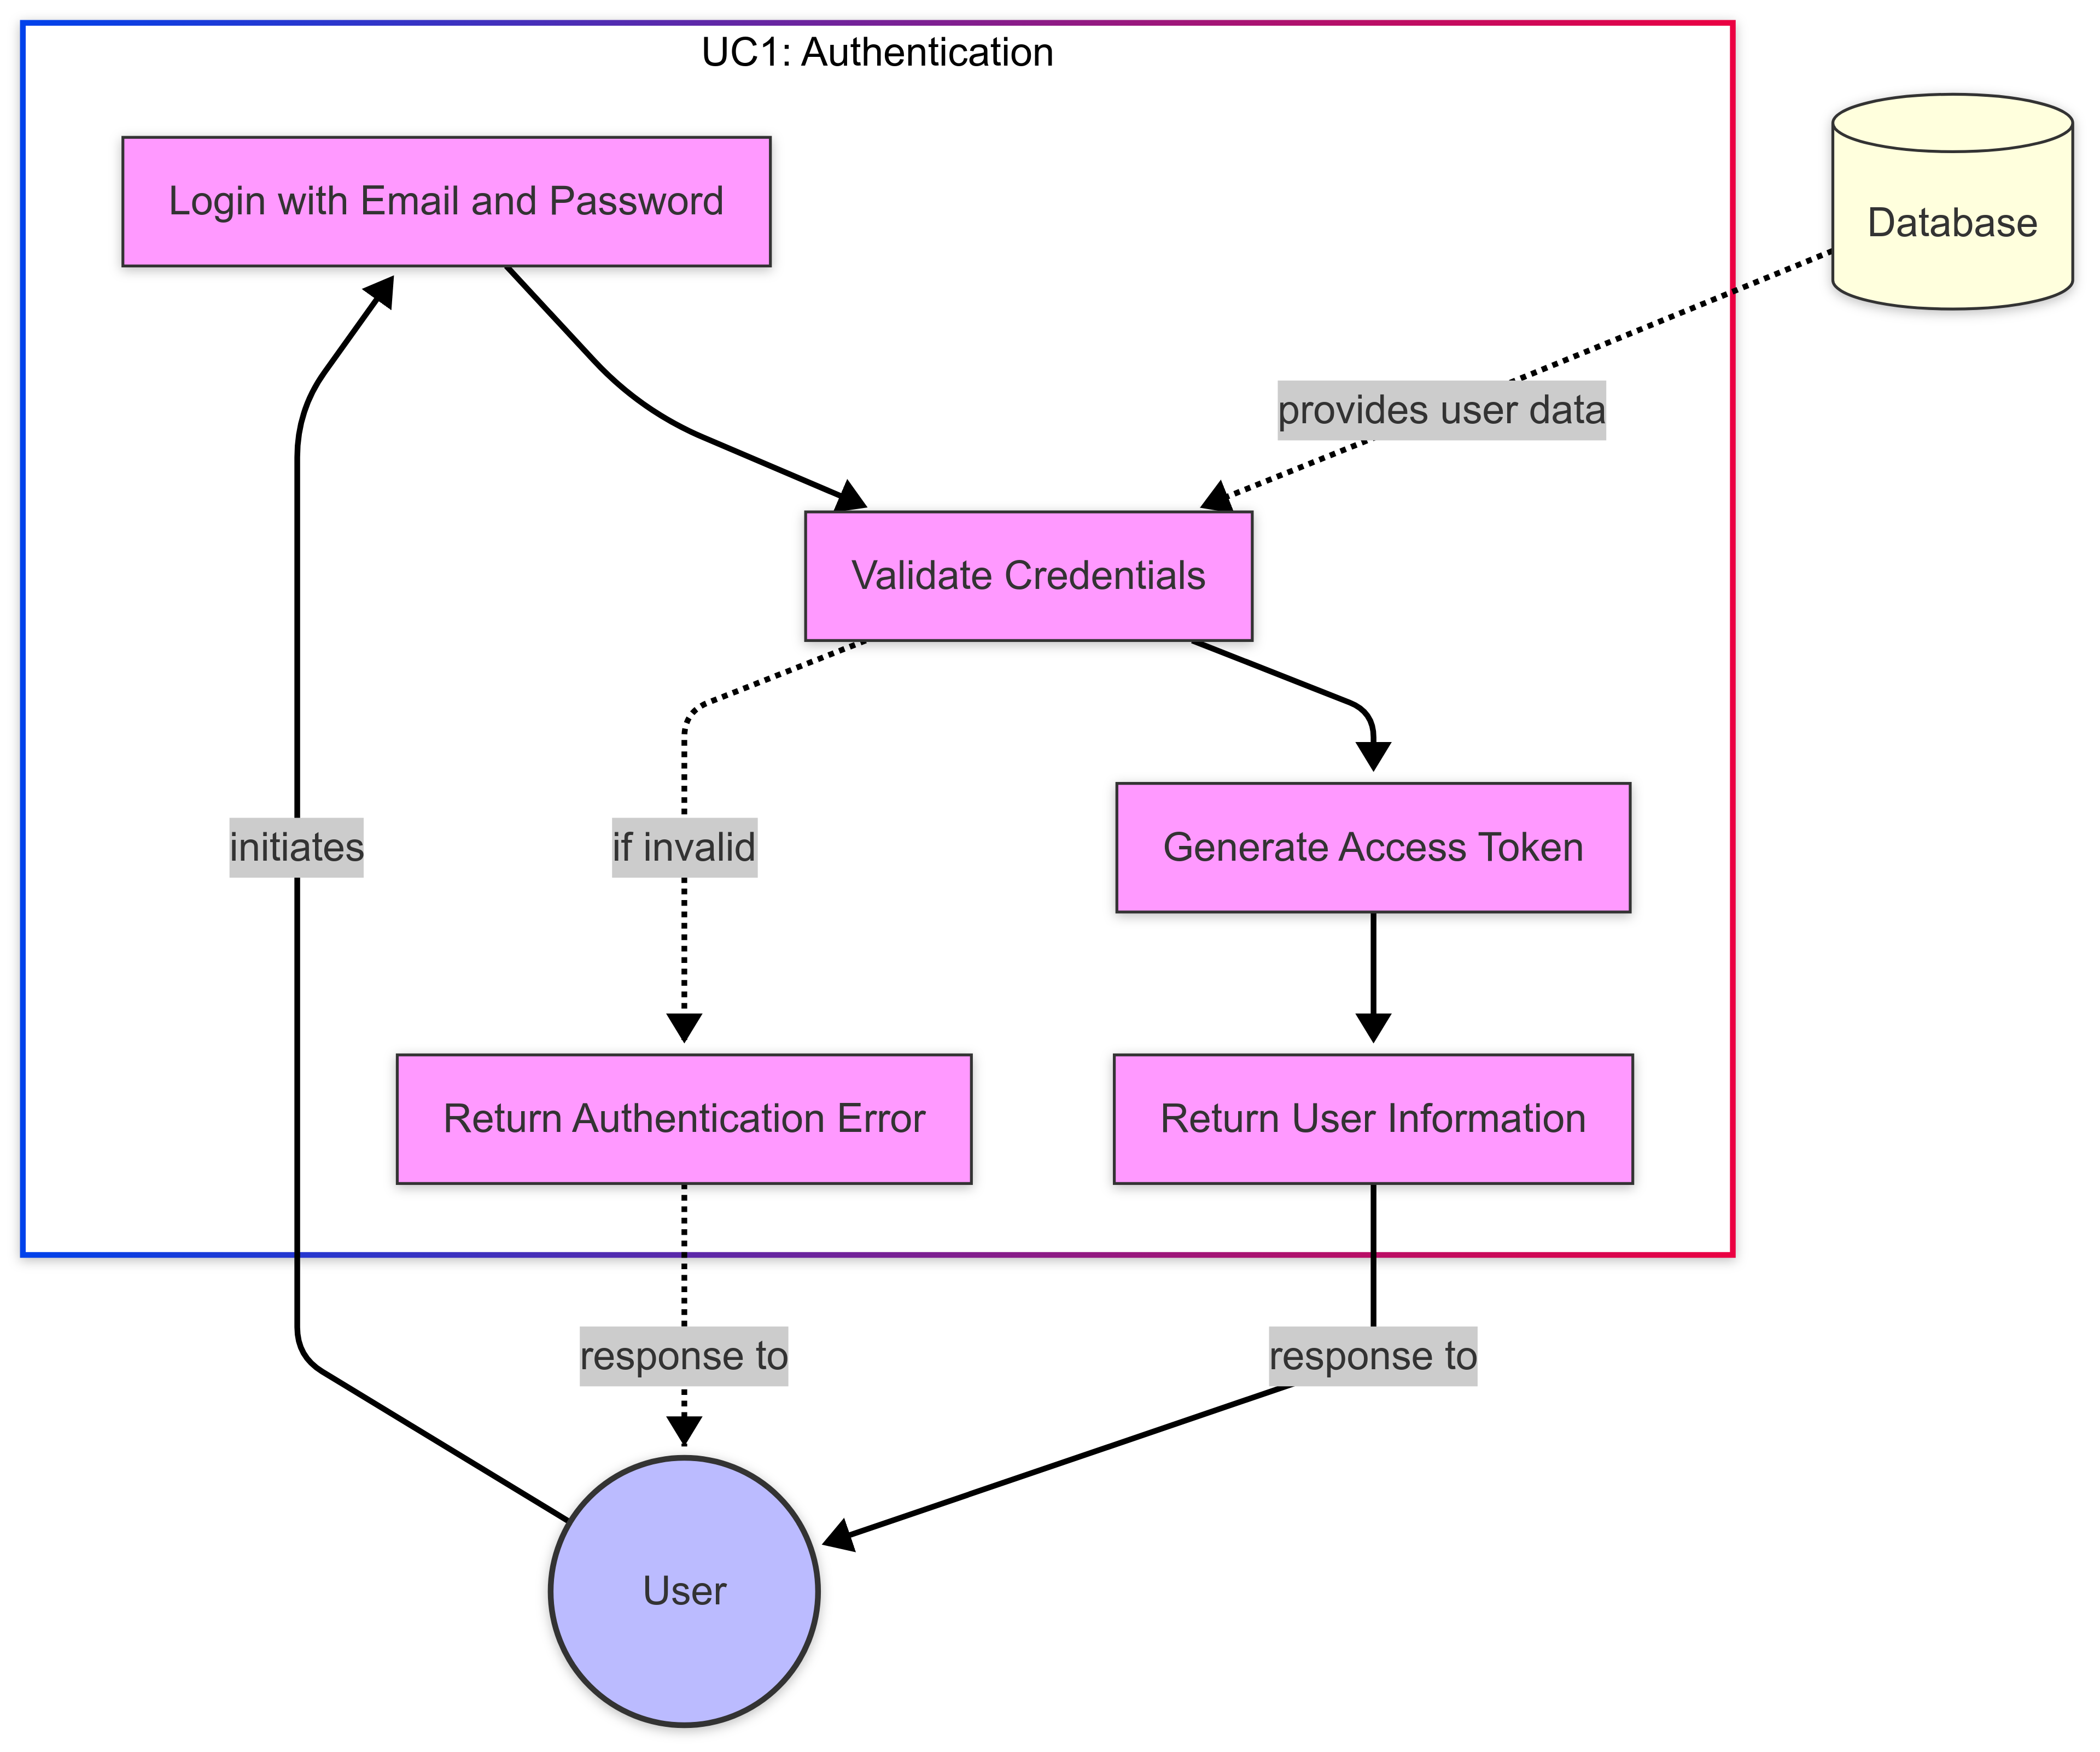 UC1: Authentication
Login with Email and Password
Database
provides user data
Validate Credentials
initiates
if invalid
Generate Access Token
Return Authentication Error
Return User Information
response to
response to
User